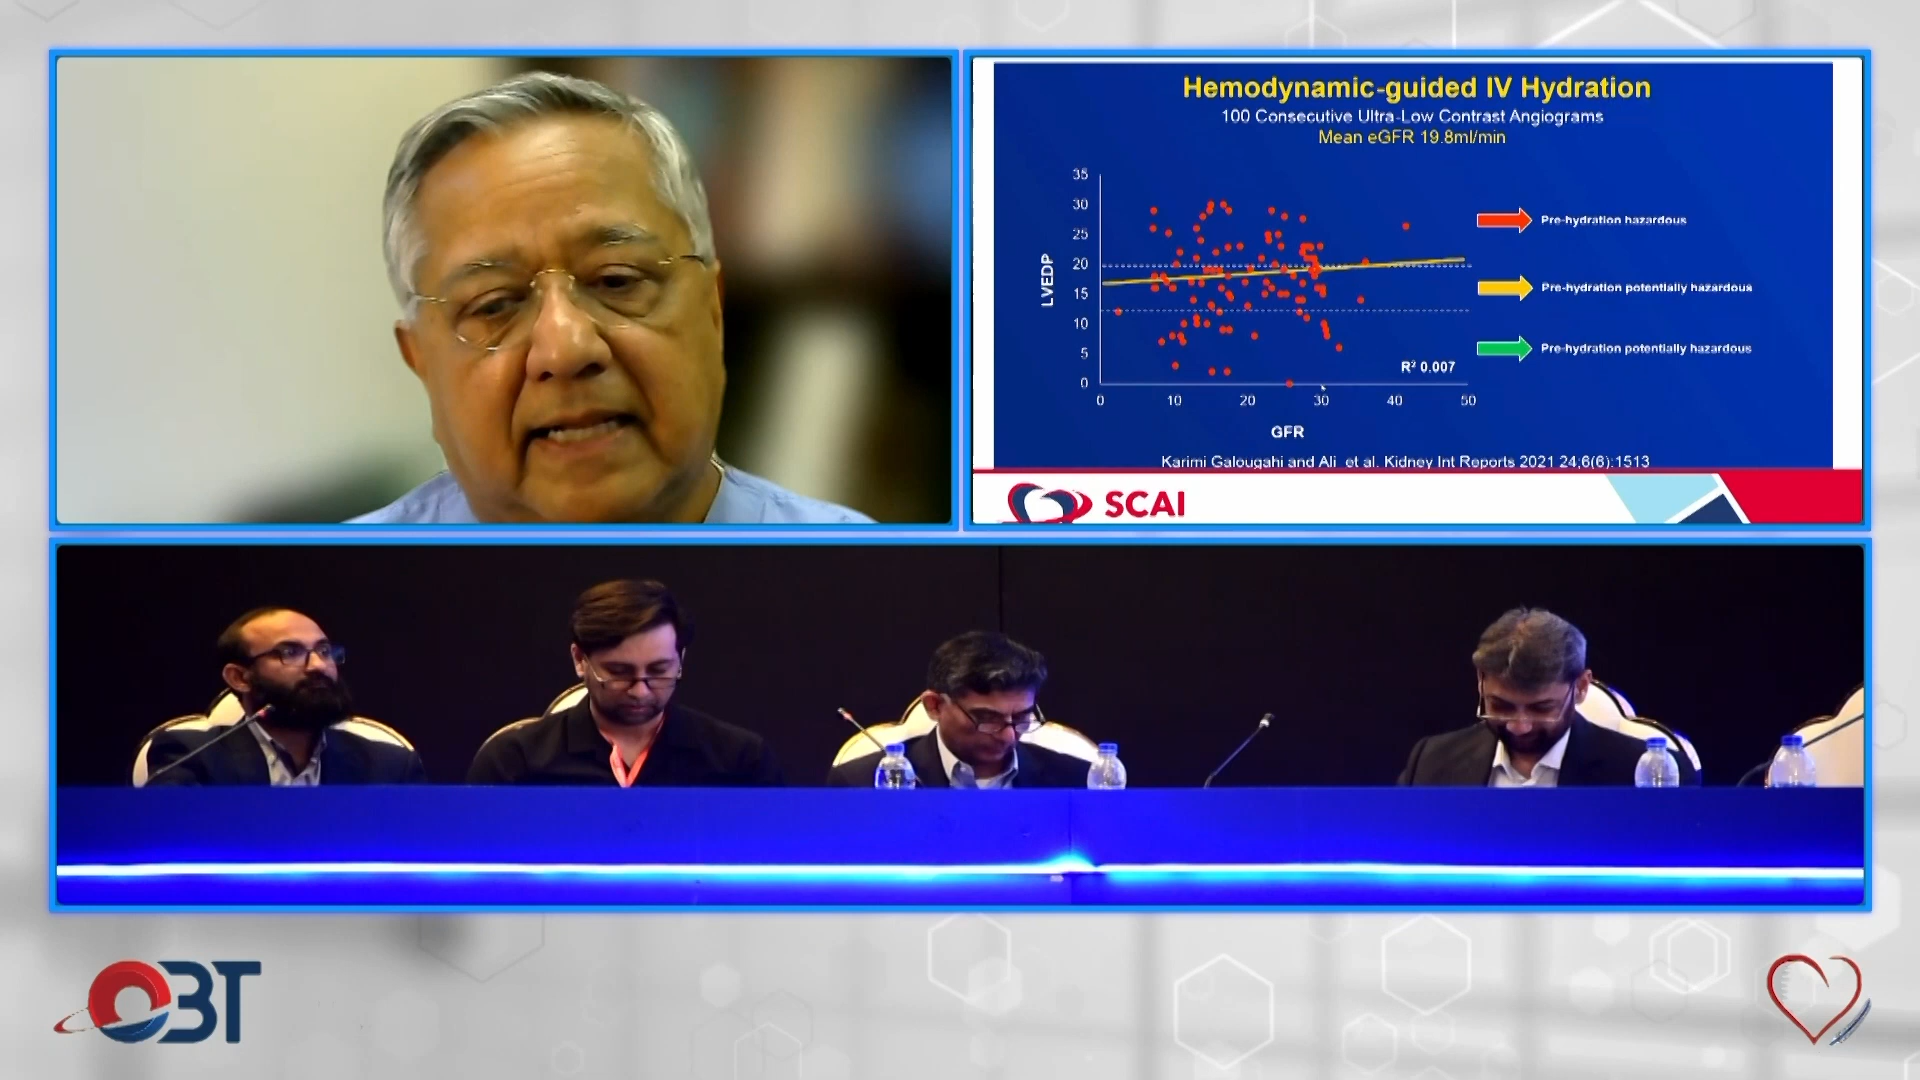 Hemodynamic-guided IV Hydration
100 Consecutive Ultra-Low Contrast Angiograms
Mean eGFR 19.8ml/min
35
30
25
20
15
10
5
0
LVEDP
0 10 20 30 40 50
GFR
R² 0.007
Pre-hydration hazardous
Pre-hydration potentially hazardous
Pre-hydration potentially hazardous
Karimi Galougahi and Ali et al. Kidney Int Reports 2021 24;6(6):1513
SCAI
OBT